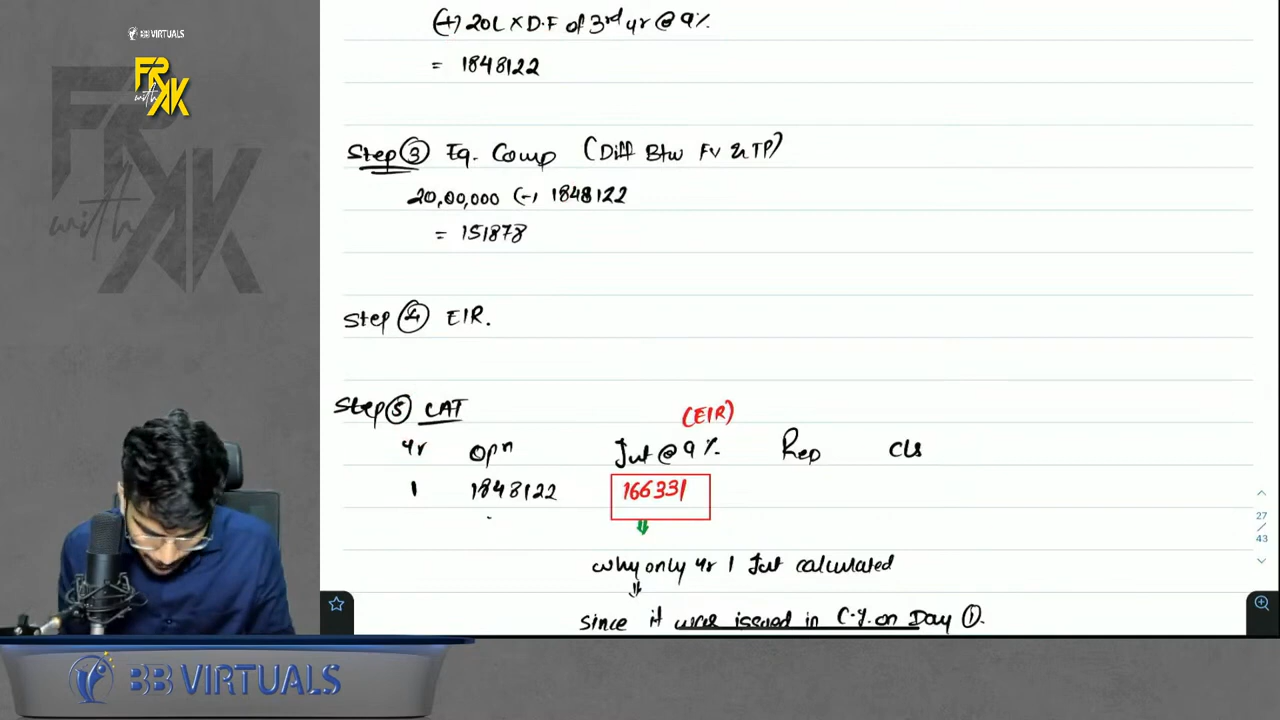 BB VIRTUALS
FR with AK
FR with AK
(+) 20L X D.F of 3rd yr @ 9%
= 1848122
Step ③ Eq. Comp (Diff Btw FV & TP)
20,00,000 (-) 1848122
= 151878
Step ④ EIR.
Step ⑤ CAT
(EIR)
Yr Opn Int @ 9% Rep Cls
1 1848122 166331
why only Yr 1 Int calculated
since it were issued in C.Y. on Day ①.
27
/
43
BB VIRTUALS